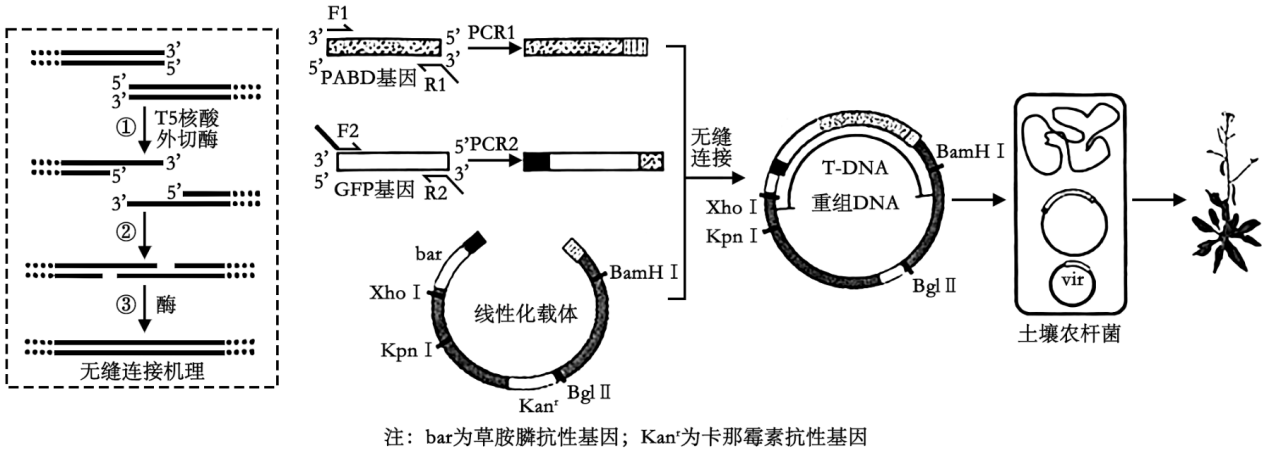 3’
5’
5’
3’
① T5核酸外切酶
3’
5’
5’
3’
②
③ 酶
无缝连接机理
F1
3’
5’
5’
3’
PABD基因
R1
PCR1
F2
3’
5’
5’
3’
GFP基因
R2
PCR2
bar
BamH Ⅰ
Xho Ⅰ
线性化载体
Kpn Ⅰ
Bgl Ⅱ
Kanʳ
无缝连接
BamH Ⅰ
T-DNA
重组DNA
Xho Ⅰ
Kpn Ⅰ
Bgl Ⅱ
vir
土壤农杆菌
注：bar为草胺膦抗性基因；Kanʳ为卡那霉素抗性基因